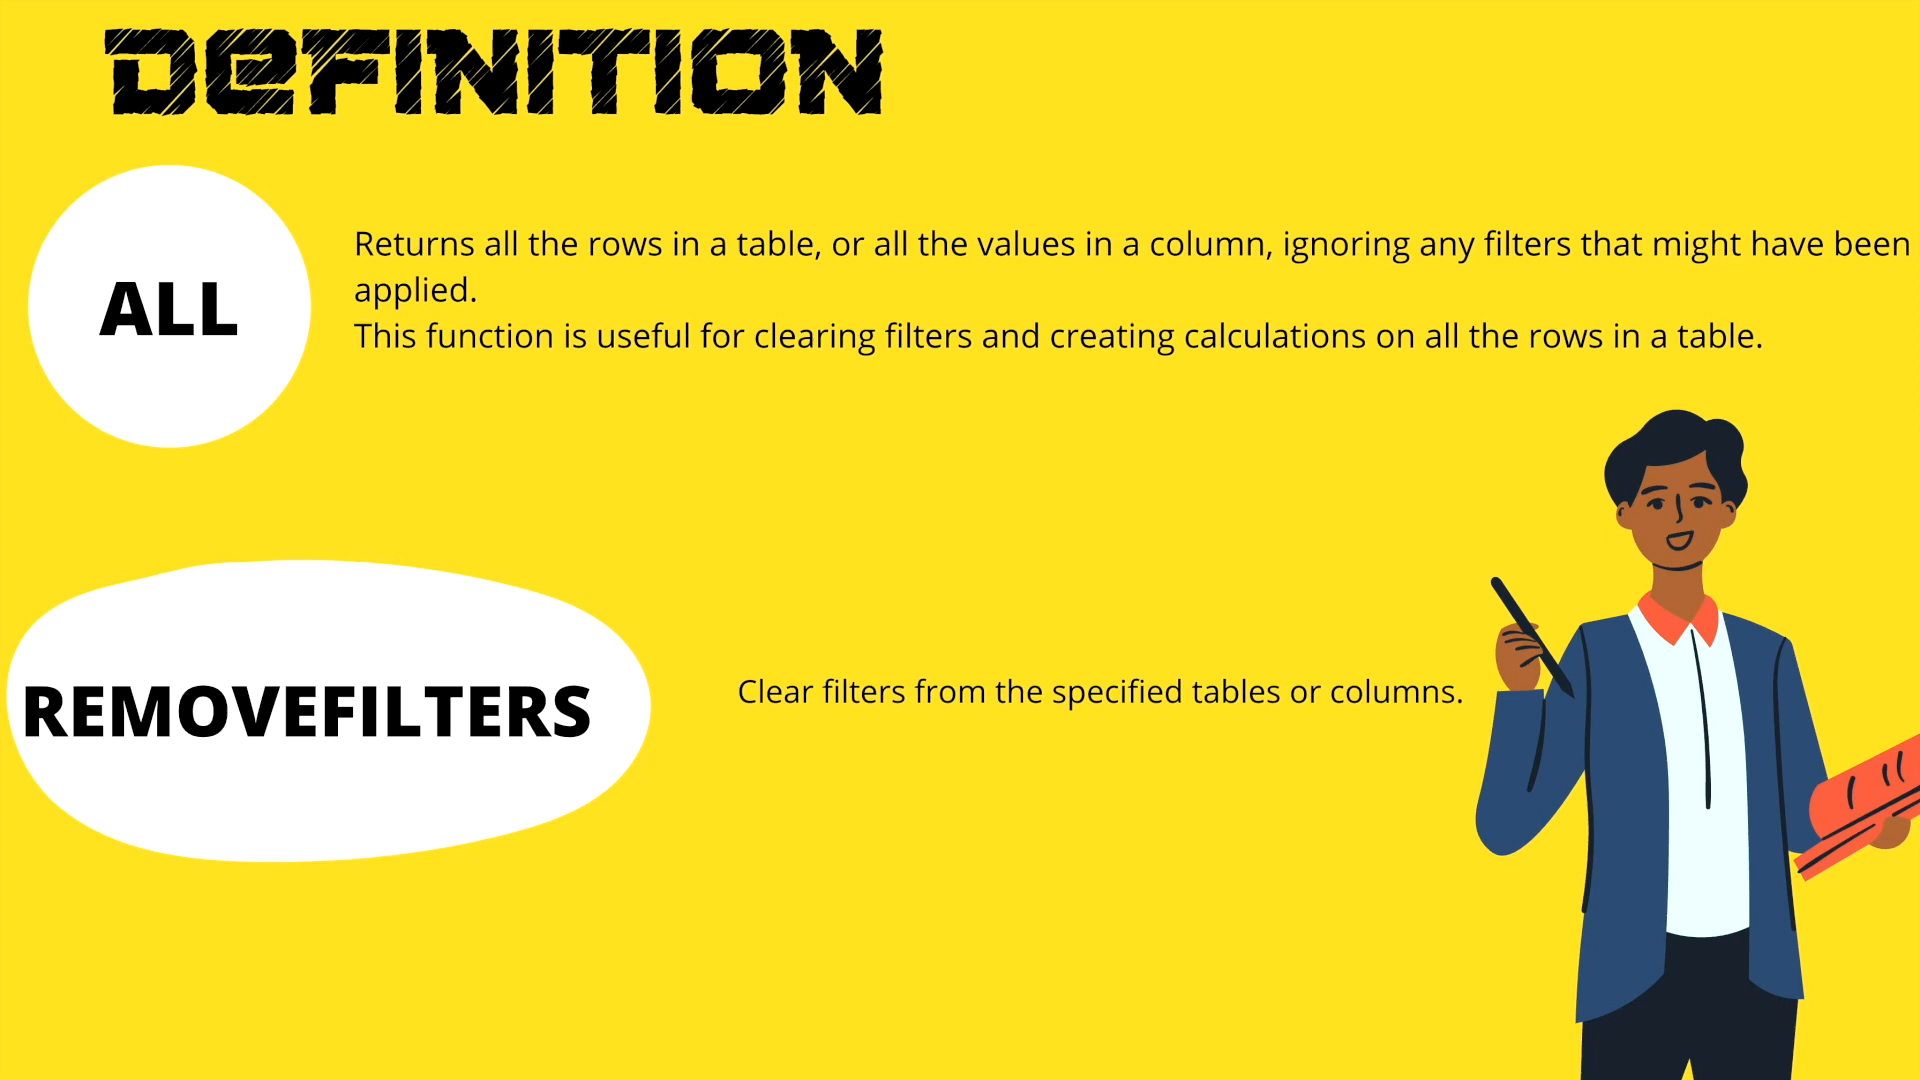 DeFINITION
ALL
Returns all the rows in a table, or all the values in a column, ignoring any filters that might have been
applied.
This function is useful for clearing filters and creating calculations on all the rows in a table.
REMOVEFILTERS
Clear filters from the specified tables or columns.